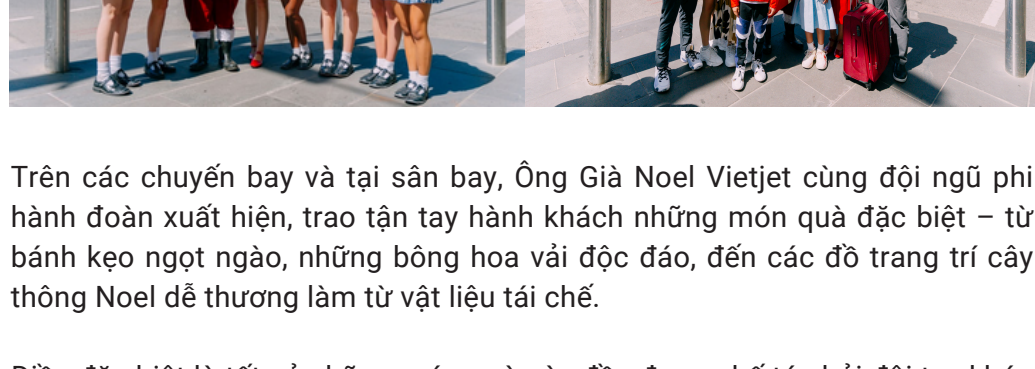 Trên các chuyến bay và tại sân bay, Ông Già Noel Vietjet cùng đội ngũ phi
hành đoàn xuất hiện, trao tận tay hành khách những món quà đặc biệt – từ
bánh kẹo ngọt ngào, những bông hoa vải độc đáo, đến các đồ trang trí cây
thông Noel dễ thương làm từ vật liệu tái chế.